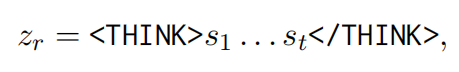 z_r = <THINK>s_1 ... s_t</THINK>,